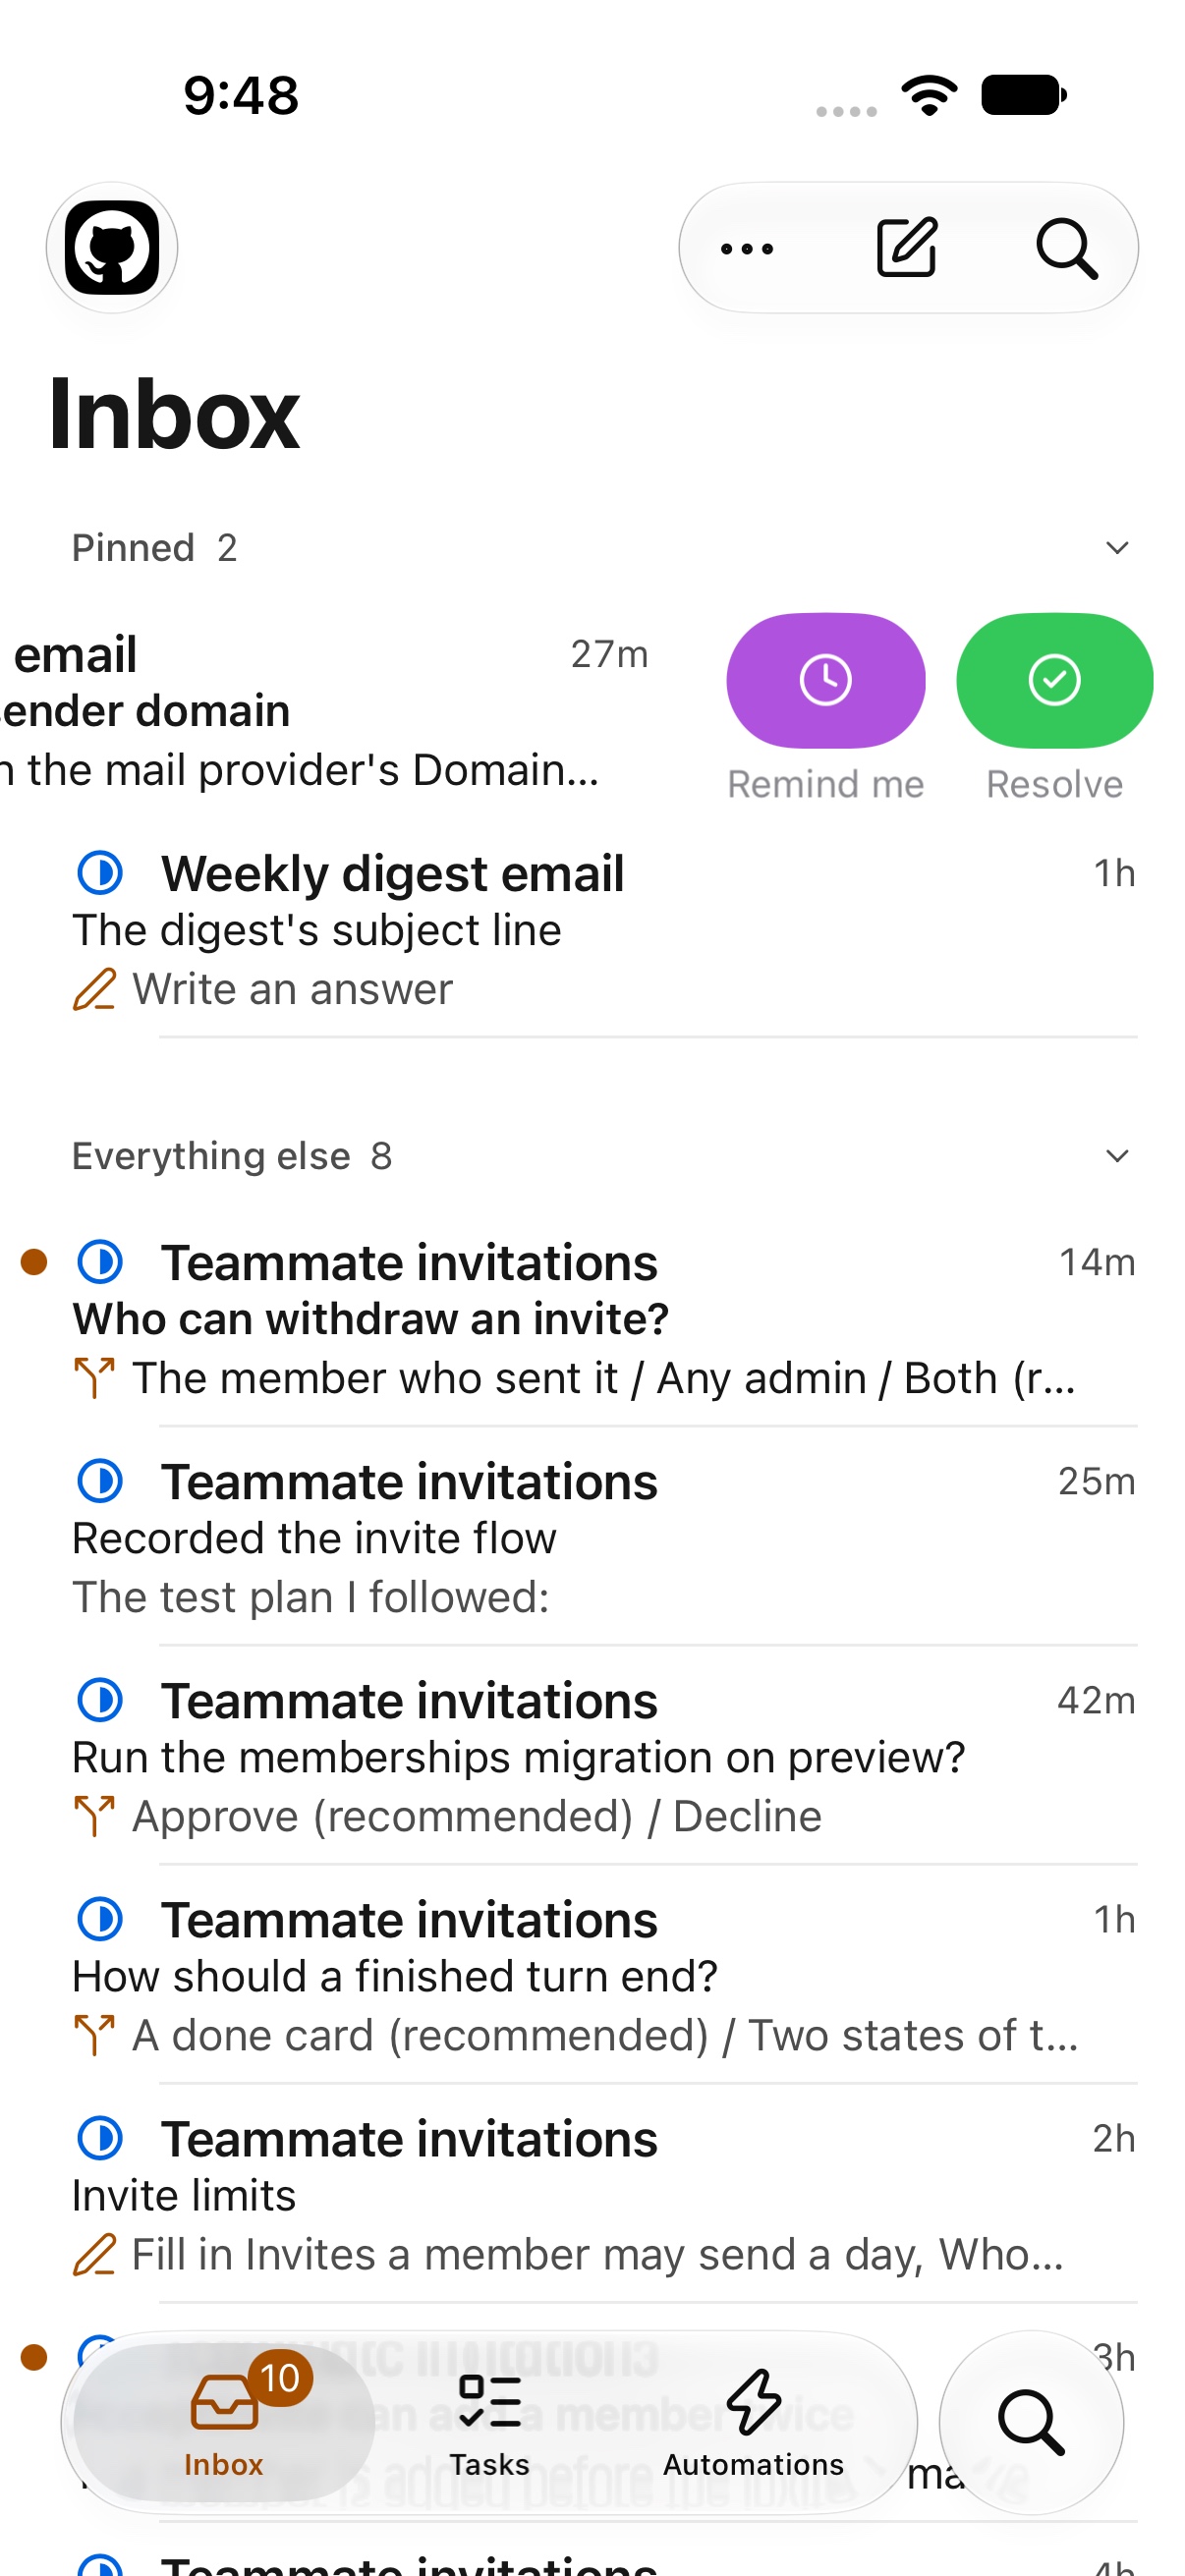 9:48
Inbox
Pinned 2
email 27m
sender domain
the mail provider's Domain...
Remind me Resolve
Weekly digest email 1h
The digest's subject line
Write an answer
Everything else 8
Teammate invitations 14m
Who can withdraw an invite?
The member who sent it / Any admin / Both (r...
Teammate invitations 25m
Recorded the invite flow
The test plan I followed:
Teammate invitations 42m
Run the memberships migration on preview?
Approve (recommended) / Decline
Teammate invitations 1h
How should a finished turn end?
A done card (recommended) / Two states of t...
Teammate invitations 2h
Invite limits
Fill in Invites a member may send a day, Who...
3h
10
Inbox Tasks Automations
Teammate invitations 4h